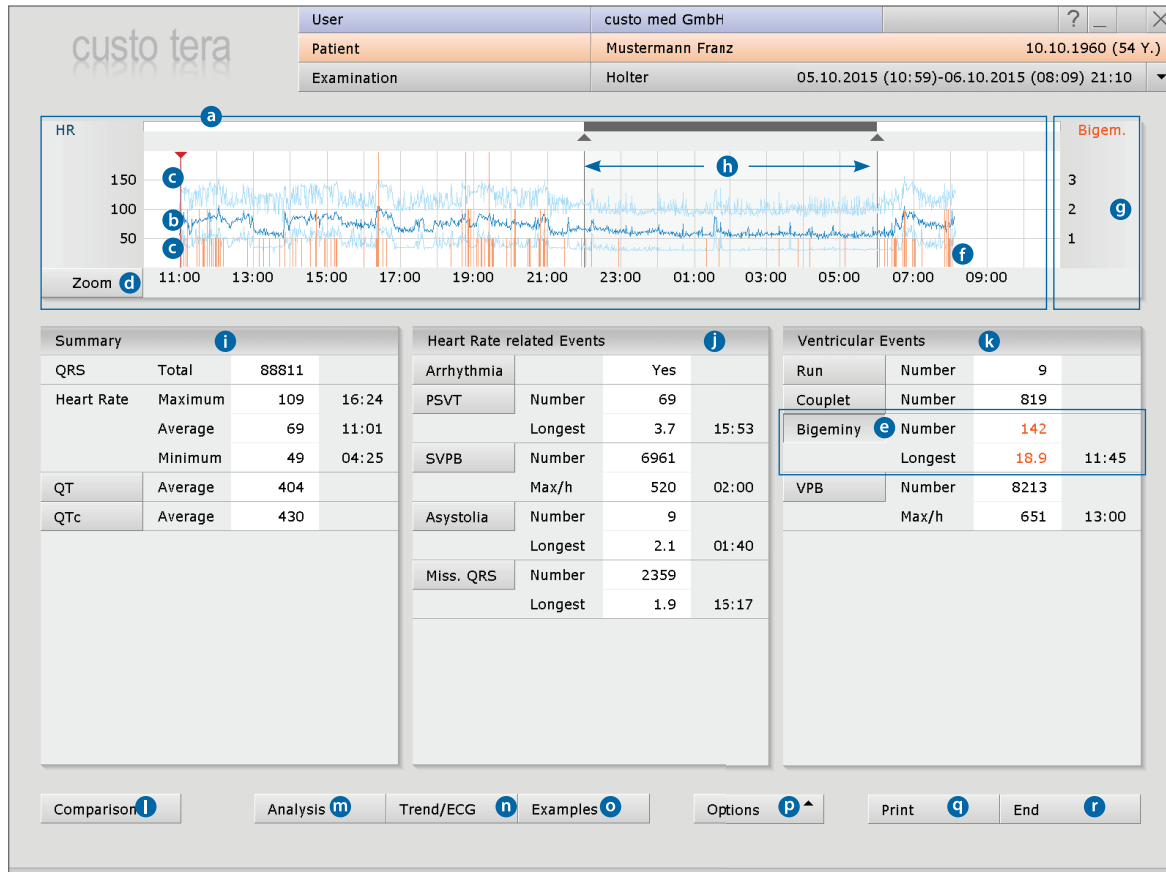 custo tera
User custo med GmbH ? _ X
Patient Mustermann Franz 10.10.1960 (54 Y.)
Examination Holter 05.10.2015 (10:59)-06.10.2015 (08:09) 21:10
a
HR Bigem.
h
150 c 3
100 b 2 g
50 c 1
f
Zoom d 11:00 13:00 15:00 17:00 19:00 21:00 23:00 01:00 03:00 05:00 07:00 09:00
Summary i
QRS Total 88811
Heart Rate Maximum 109 16:24
Average 69 11:01
Minimum 49 04:25
QT Average 404
QTc Average 430
Heart Rate related Events j
Arrhythmia Yes
PSVT Number 69
Longest 3.7 15:53
SVPB Number 6961
Max/h 520 02:00
Asystolia Number 9
Longest 2.1 01:40
Miss. QRS Number 2359
Longest 1.9 15:17
Ventricular Events k
Run Number 9
Couplet Number 819
Bigeminy e Number 142
Longest 18.9 11:45
VPB Number 8213
Max/h 651 13:00
Comparison l Analysis m Trend/ECG n Examples o Options p Print q End r